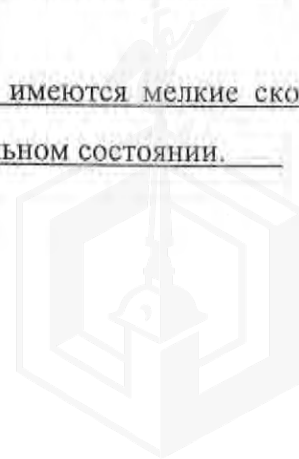 имеются мелкие ско
ьном состоянии.